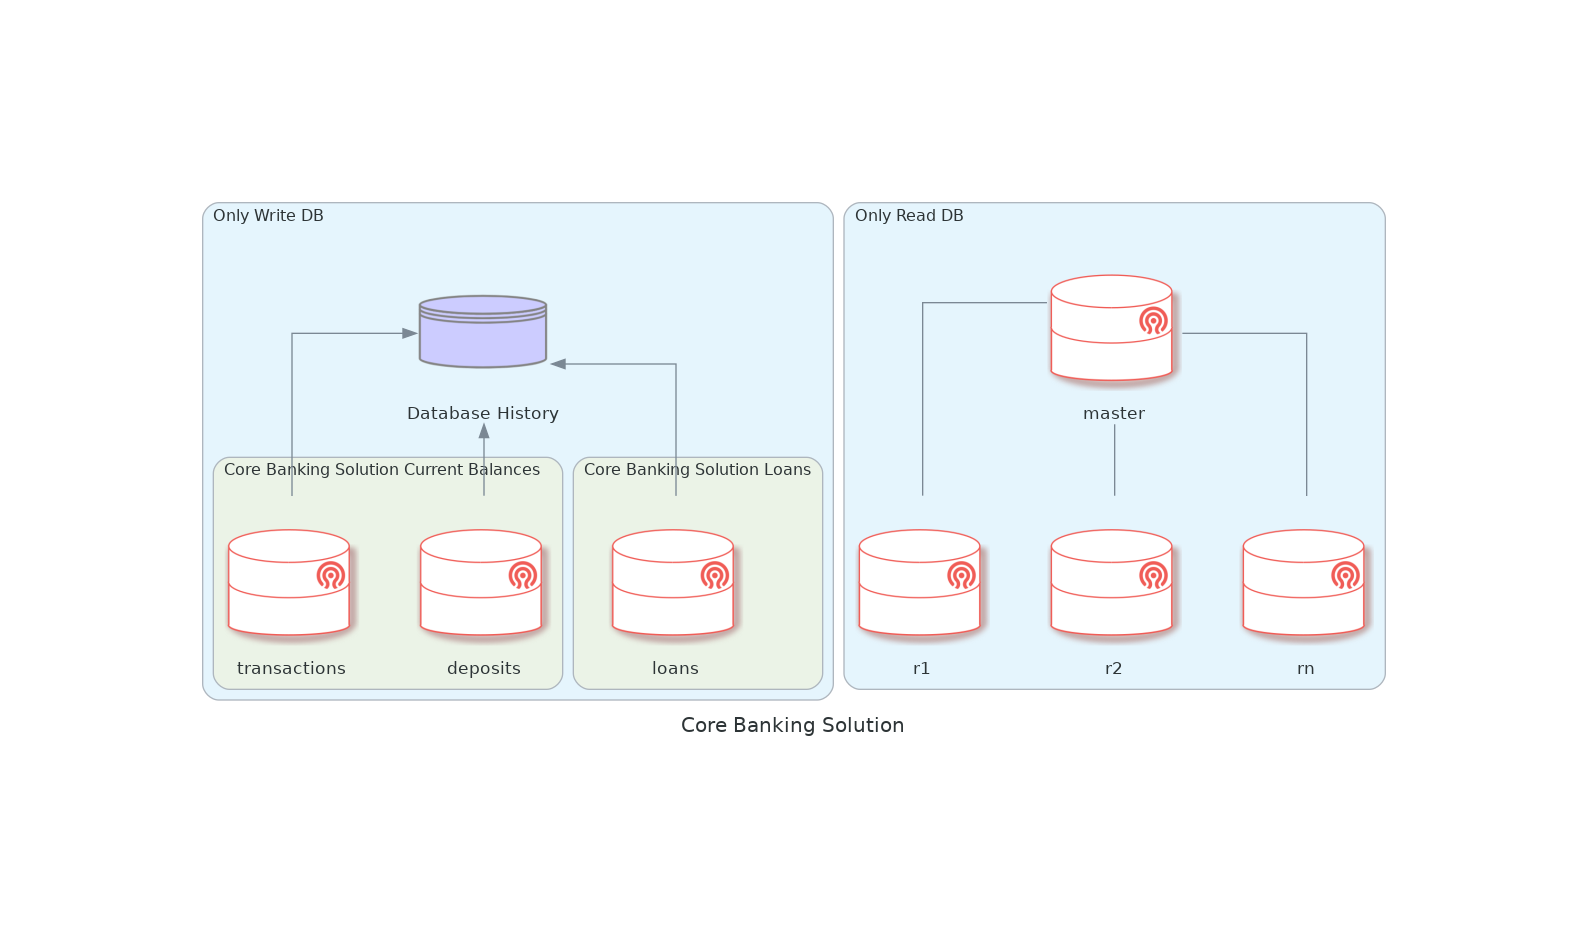 Only Write DB
Only Read DB
Database History
master
Core Banking Solution Current Balances
Core Banking Solution Loans
transactions
deposits
loans
r1
r2
rn
Core Banking Solution